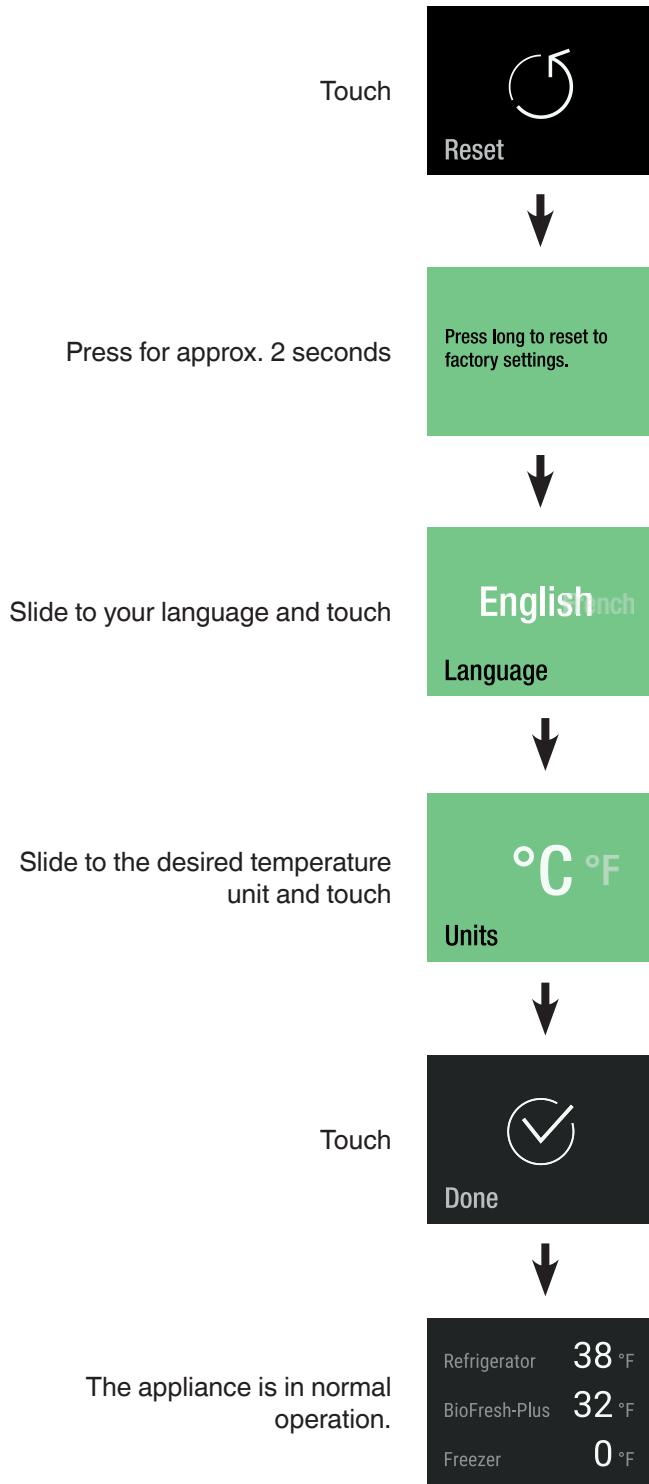 Touch
Reset
Press for approx. 2 seconds
Press long to reset to
factory settings.
Slide to your language and touch
English French
Language
Slide to the desired temperature
unit and touch
°C °F
Units
Touch
Done
The appliance is in normal
operation.
Refrigerator 38 °F
BioFresh-Plus 32 °F
Freezer 0 °F